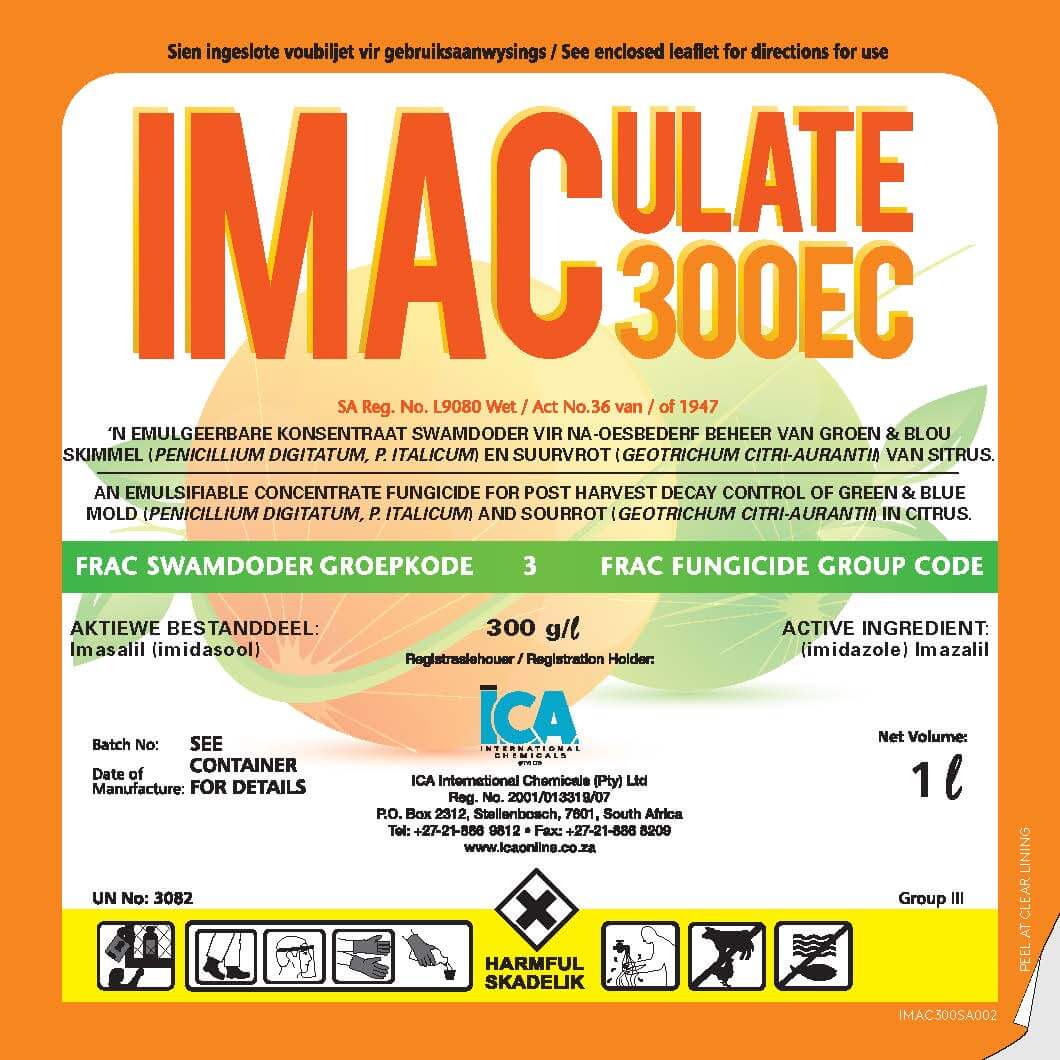 Sien ingeslote voubiljet vir gebruiksaanwysings / See enclosed leaflet for directions for use
IMACULATE
300EC
SA Reg. No. L9080 Wet / Act No.36 van / of 1947
‘N EMULGEERBARE KONSENTRAAT SWAMDODER VIR NA-OESBEDERF BEHEER VAN GROEN & BLOU
SKIMMEL (PENICILLIUM DIGITATUM, P. ITALICUM) EN SUURVROT (GEOTRICHUM CITRI-AURANTII) VAN SITRUS.
AN EMULSIFIABLE CONCENTRATE FUNGICIDE FOR POST HARVEST DECAY CONTROL OF GREEN & BLUE
MOLD (PENICILLIUM DIGITATUM, P. ITALICUM) AND SOURROT (GEOTRICHUM CITRI-AURANTII) IN CITRUS.
FRAC SWAMDODER GROEPKODE 3 FRAC FUNGICIDE GROUP CODE
AKTIEWE BESTANDDEEL: 300 g/ℓ ACTIVE INGREDIENT:
Imasalil (imidasool) (imidazole) Imazalil
Registrasiehouer / Registration Holder:
ICA
INTERNATIONAL
CHEMICALS
Batch No: SEE
CONTAINER
Date of
Manufacture: FOR DETAILS
Net Volume:
1 ℓ
ICA International Chemicals (Pty) Ltd
Reg. No. 2001/013319/07
P.O. Box 2312, Stellenbosch, 7601, South Africa
Tel: +27-21-886 9812 • Fax: +27-21-886 8209
www.icaonline.co.za
UN No: 3082
Group III
HARMFUL
SKADELIK
PEEL AT CLEAR LINING
IMAC300SA002